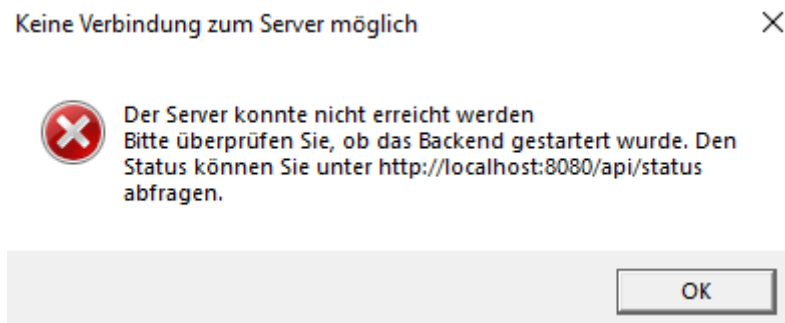 Keine Verbindung zum Server möglich
Der Server konnte nicht erreicht werden
Bitte überprüfen Sie, ob das Backend gestartert wurde. Den
Status können Sie unter http://localhost:8080/api/status
abfragen.
OK